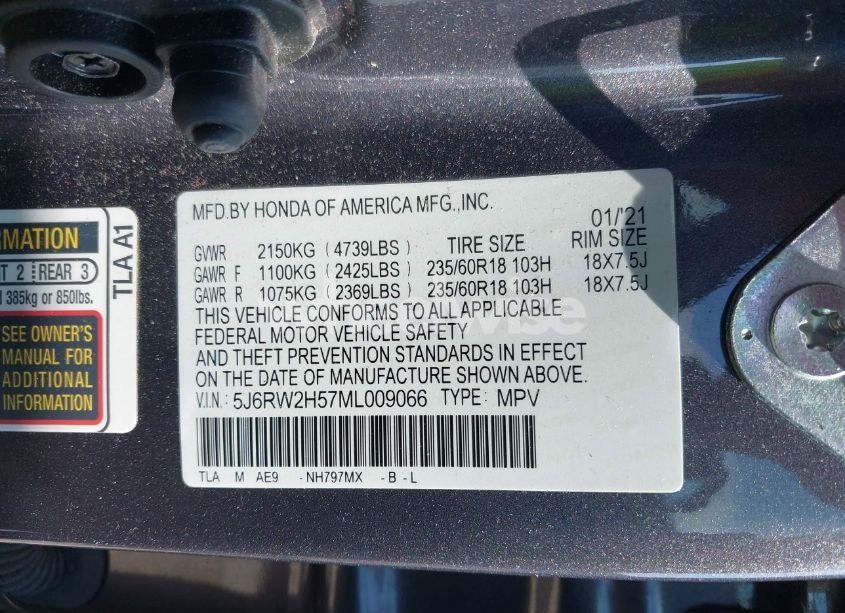 MFD.BY HONDA OF AMERICA MFG.,INC. 01/'21
GVWR 2150KG (4739LBS) TIRE SIZE RIM SIZE
GAWR F 1100KG (2425LBS) 235/60R18 103H 18X7.5J
GAWR R 1075KG (2369LBS) 235/60R18 103H 18X7.5J
THIS VEHICLE CONFORMS TO ALL APPLICABLE
FEDERAL MOTOR VEHICLE SAFETY
AND THEFT PREVENTION STANDARDS IN EFFECT
ON THE DATE OF MANUFACTURE SHOWN ABOVE.
V.I.N.: 5J6RW2H57ML009066 TYPE: MPV
TLA M AE9 -NH797MX -B-L
RMATION
2 REAR 3
385kg or 850lbs.
SEE OWNER'S
MANUAL FOR
ADDITIONAL
INFORMATION
TLA A1